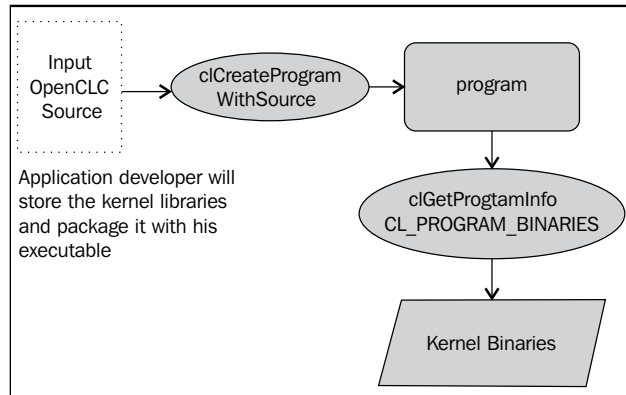 Input
OpenCLC
Source
clCreateProgram
WithSource
program
Application developer will
store the kernel libraries
and package it with his
executable
clGetProgtamInfo
CL_PROGRAM_BINARIES
Kernel Binaries